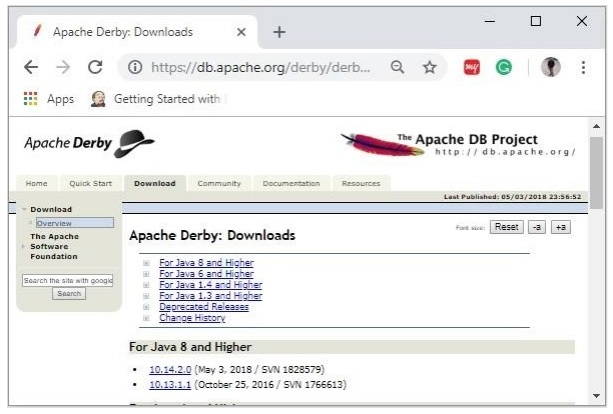 Apache Derby: Downloads
https://db.apache.org/derby/derb...
Apps Getting Started with
Apache Derby
The Apache DB Project
http://db.apache.org/
Home Quick Start Download Community Documentation Resources
Last Published: 05/03/2018 23:56:52
Download
Overview
The Apache
Software
Foundation
Search the site with google
Search
Font size: Reset -a +a
Apache Derby: Downloads
For Java 8 and Higher
For Java 6 and Higher
For Java 1.4 and Higher
For Java 1.3 and Higher
Deprecated Releases
Change History
For Java 8 and Higher
10.14.2.0 (May 3, 2018 / SVN 1828579)
10.13.1.1 (October 25, 2016 / SVN 1766613)